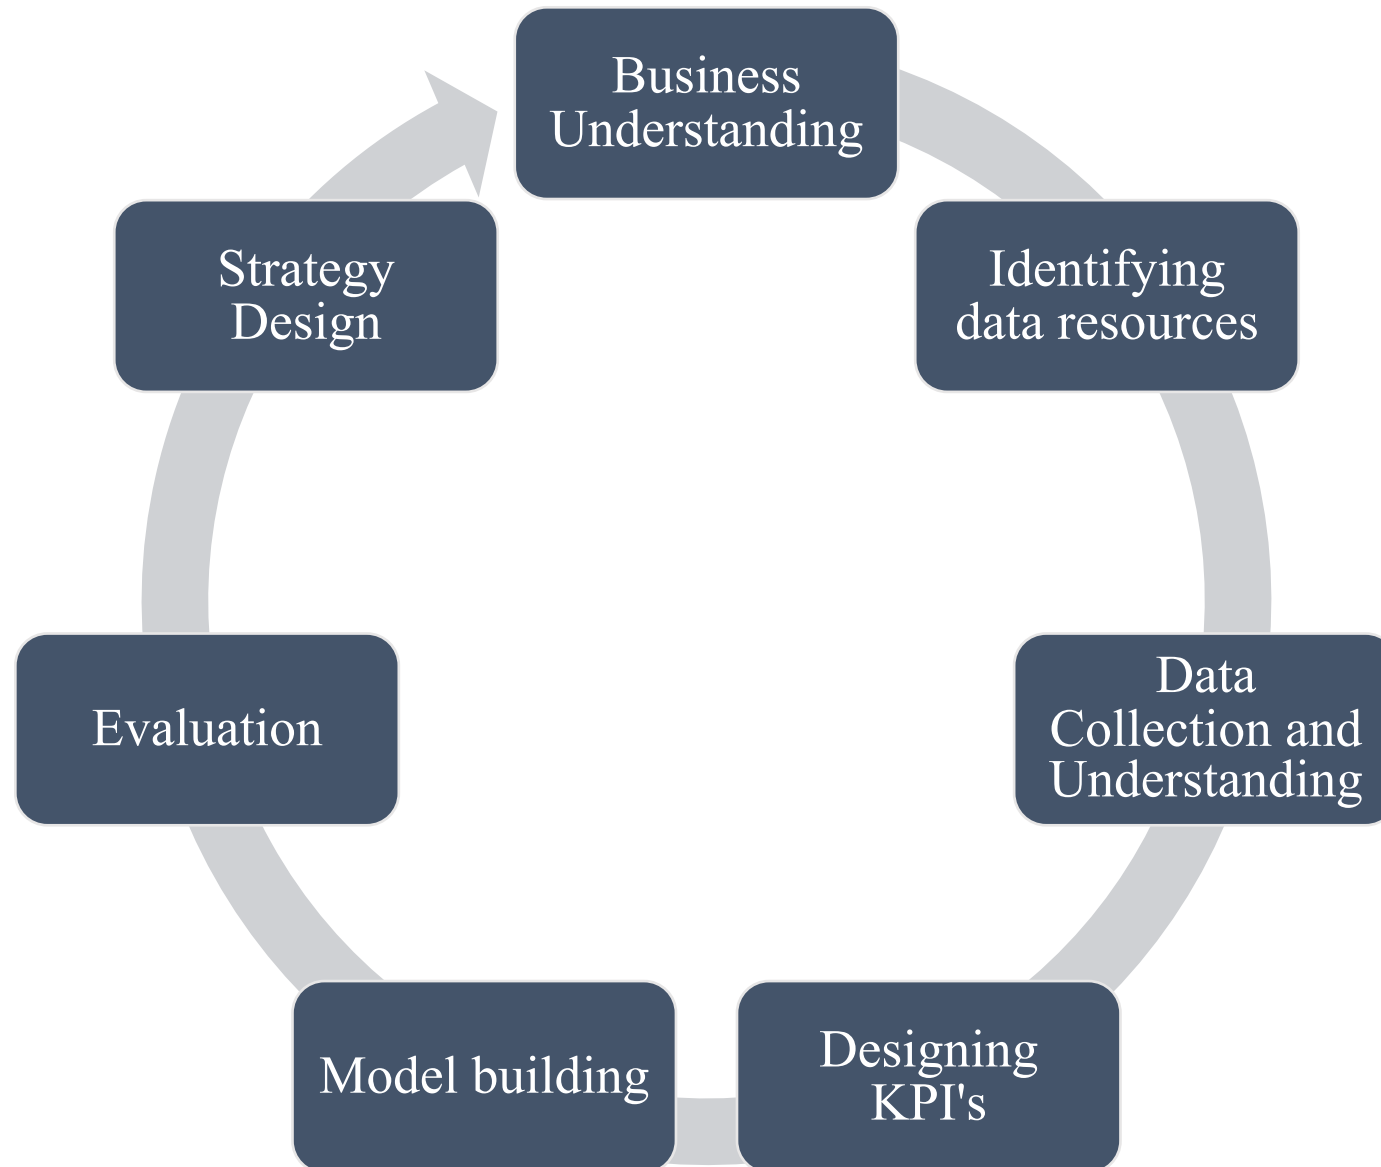 Business
Understanding
Identifying
data resources
Data
Collection and
Understanding
Designing
KPI's
Model building
Evaluation
Strategy
Design